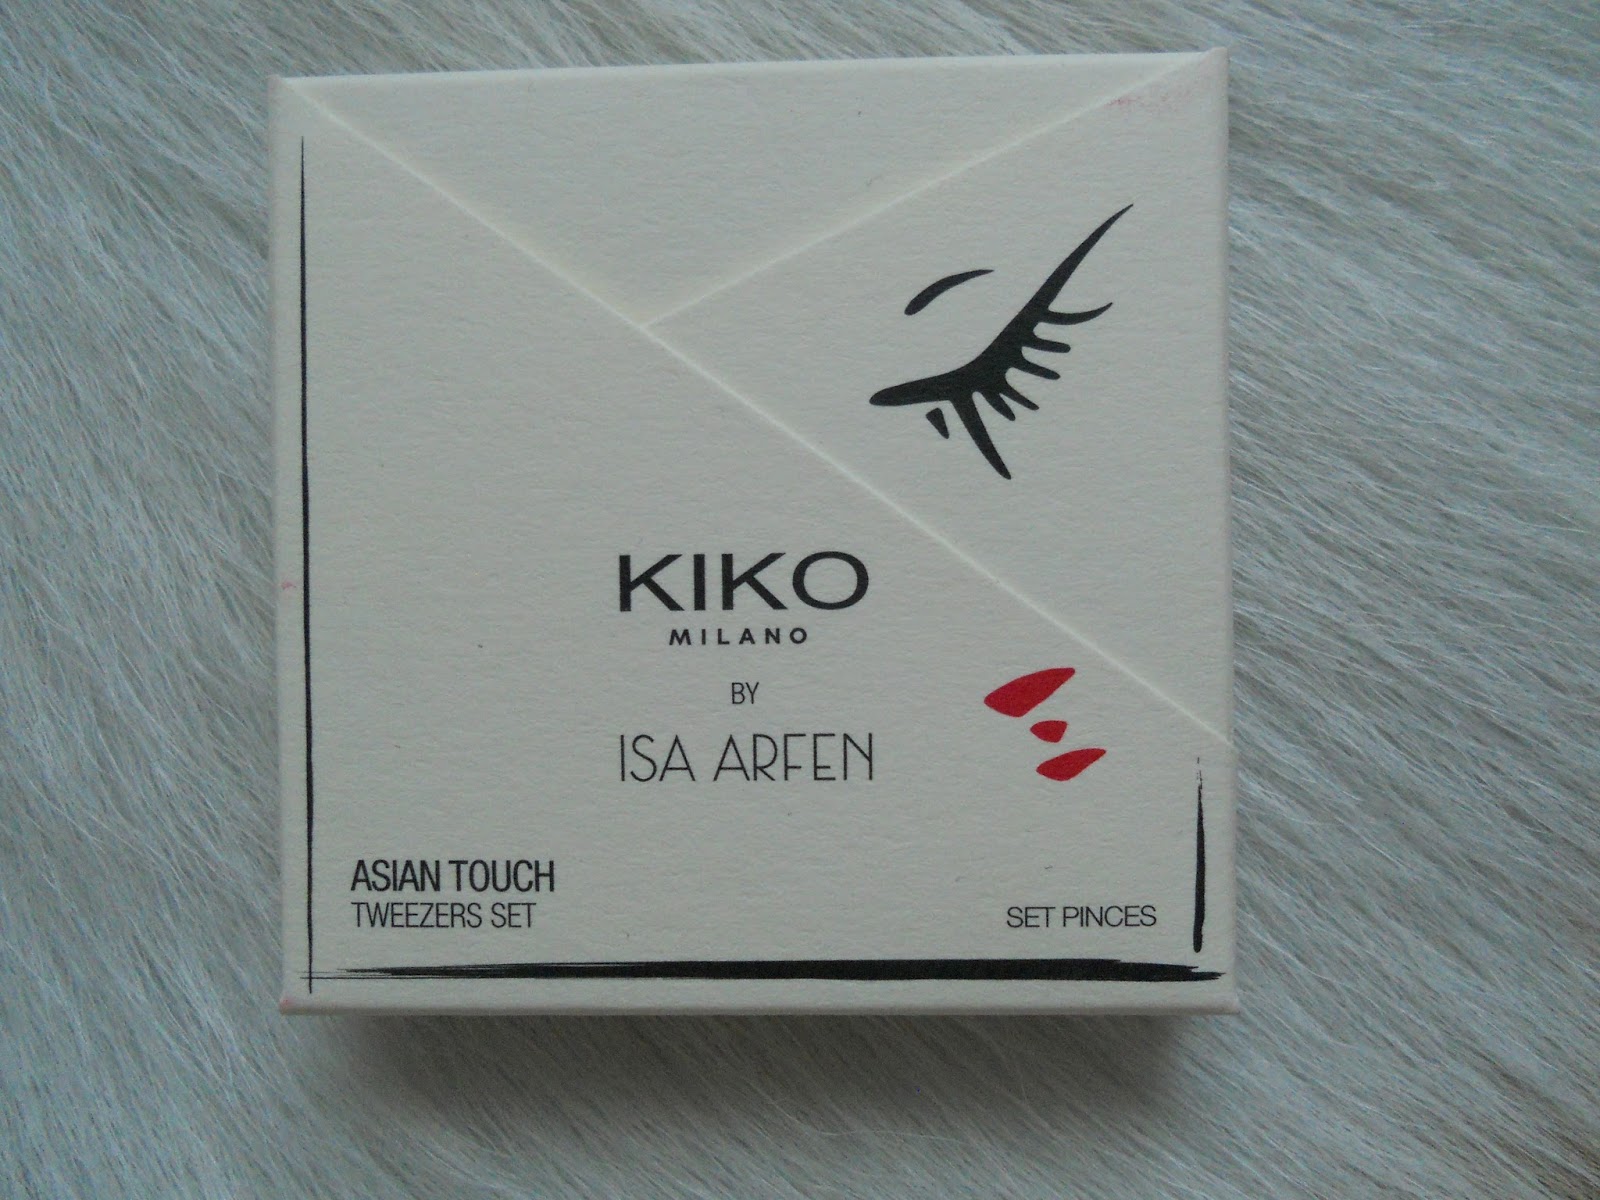 KIKO
MILANO
BY
ISA ARFEN
ASIAN TOUCH
TWEEZERS SET
SET PINCES